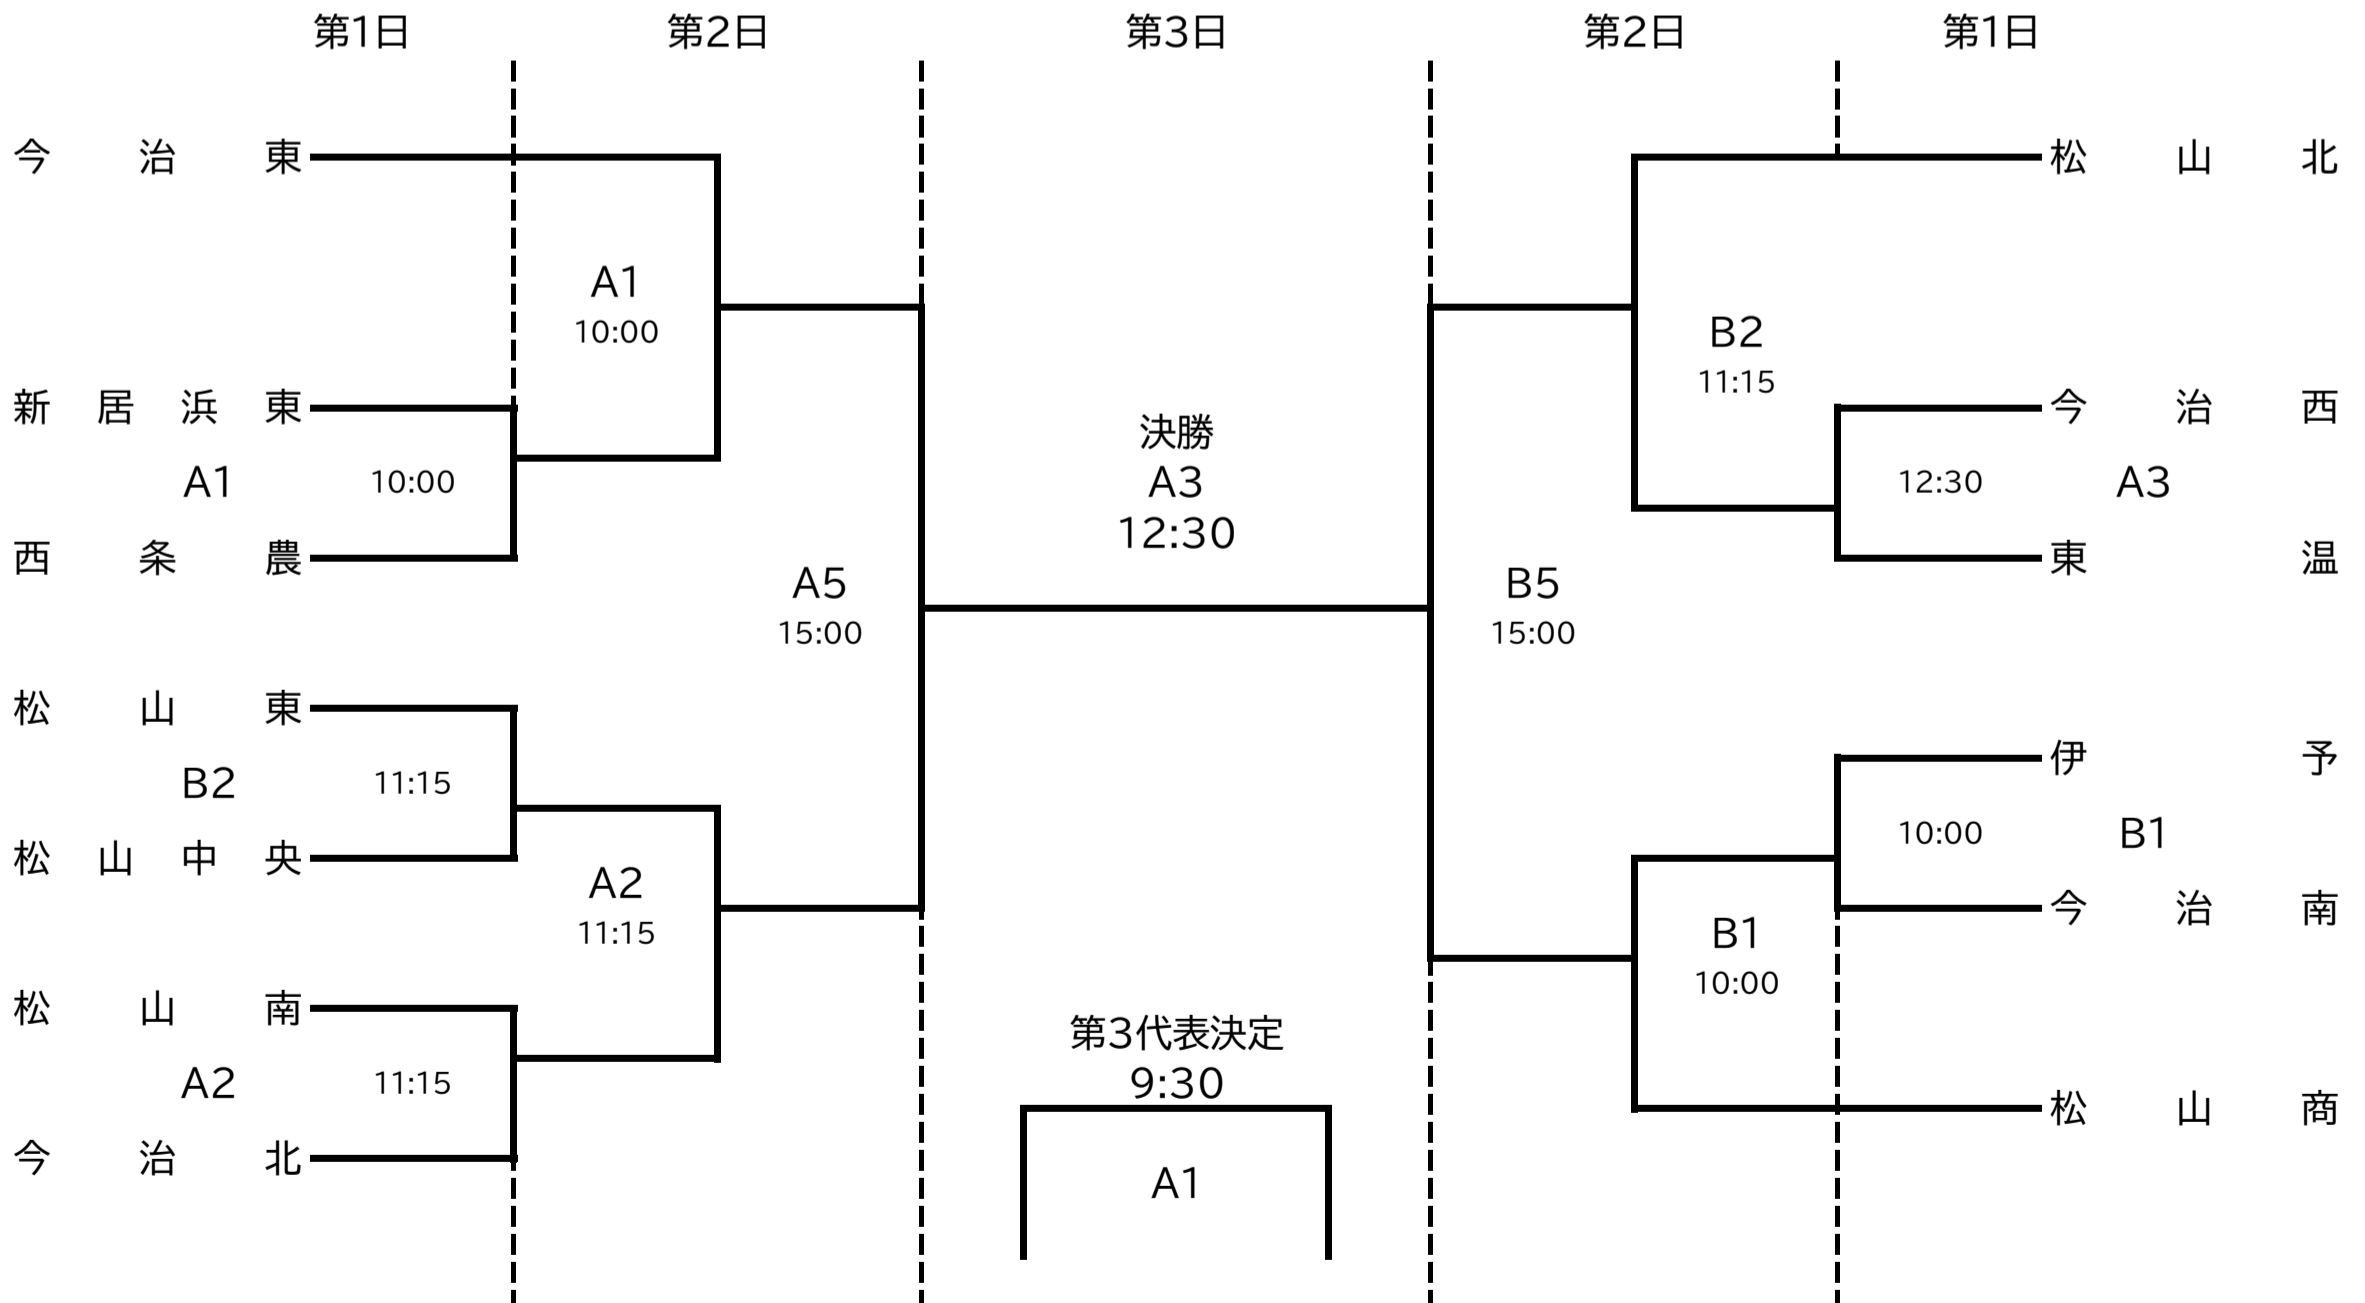 第1日 第2日 第3日 第2日 第1日
今治東 松山北
A1
10:00
B2
11:15
新居浜東 今治西
決勝
A1 10:00 A3 12:30 A3
12:30
西条農 東温
A5 B5
15:00 15:00
松山東 伊予
B2 11:15 10:00 B1
松山中央 今治南
A2 B1
11:15 10:00
松山南 第3代表決定
A2 11:15 9:30 松山商
今治北 A1